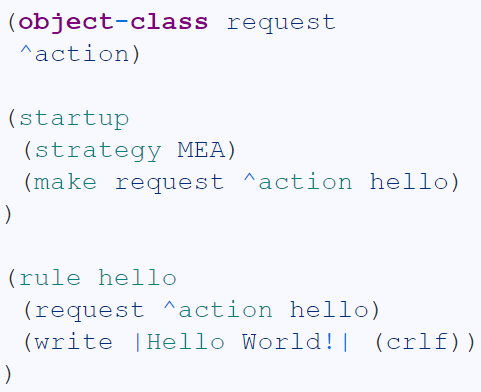 (object-class request
 ^action)

(startup
 (strategy MEA)
 (make request ^action hello)
)

(rule hello
 (request ^action hello)
 (write |Hello World!| (crlf))
)